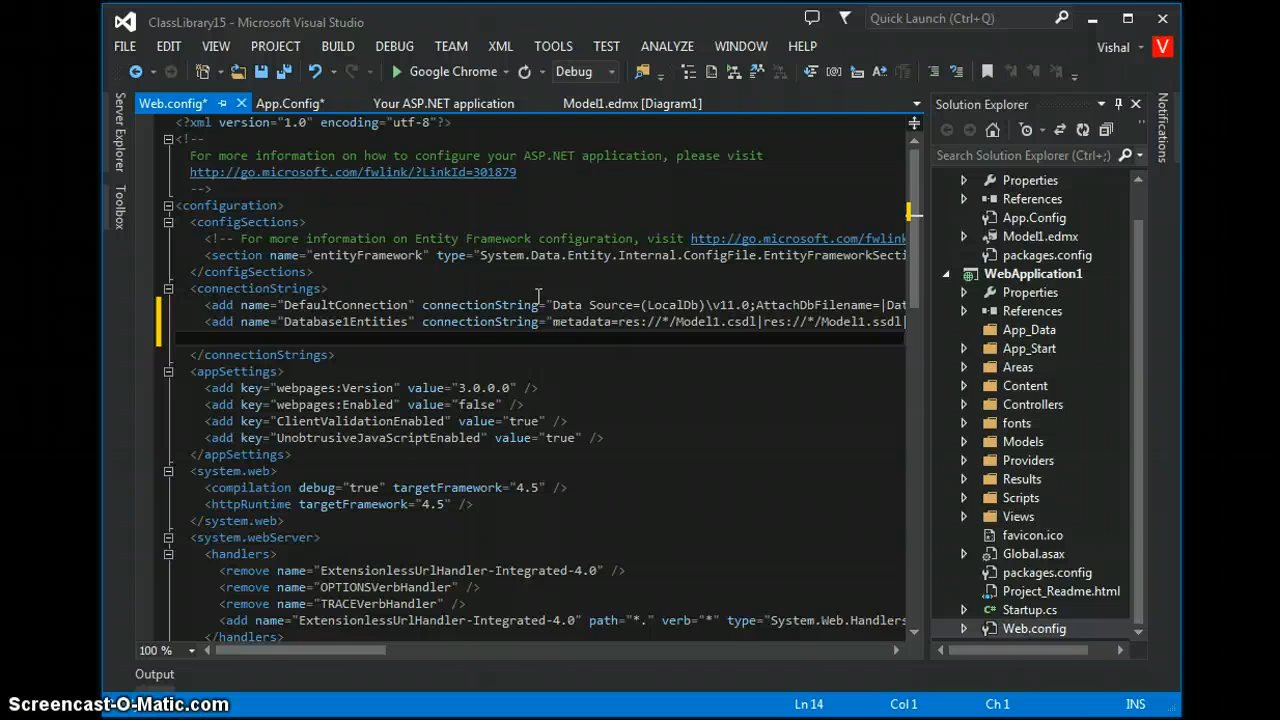 ClassLibrary15 - Microsoft Visual Studio
Quick Launch (Ctrl+Q)
FILE EDIT VIEW PROJECT BUILD DEBUG TEAM XML TOOLS TEST ANALYZE WINDOW HELP
Vishal V
Google Chrome Debug
Server Explorer
Toolbox
Web.config* App.Config* Your ASP.NET application Model1.edmx [Diagram1]
<?xml version="1.0" encoding="utf-8"?>
<!--
For more information on how to configure your ASP.NET application, please visit
http://go.microsoft.com/fwlink/?LinkId=301879
-->
<configuration>
<configSections>
<!-- For more information on Entity Framework configuration, visit http://go.microsoft.com/fwlink
<section name="entityFramework" type="System.Data.Entity.Internal.ConfigFile.EntityFrameworkSecti
</configSections>
<connectionStrings>
<add name="DefaultConnection" connectionString="Data Source=(LocalDb)\v11.0;AttachDbFilename=|Dat
<add name="Database1Entities" connectionString="metadata=res://*/Model1.csdl|res://*/Model1.ssdl|
</connectionStrings>
<appSettings>
<add key="webpages:Version" value="3.0.0.0" />
<add key="webpages:Enabled" value="false" />
<add key="ClientValidationEnabled" value="true" />
<add key="UnobtrusiveJavaScriptEnabled" value="true" />
</appSettings>
<system.web>
<compilation debug="true" targetFramework="4.5" />
<httpRuntime targetFramework="4.5" />
</system.web>
<system.webServer>
<handlers>
<remove name="ExtensionlessUrlHandler-Integrated-4.0" />
<remove name="OPTIONSVerbHandler" />
<remove name="TRACEVerbHandler" />
<add name="ExtensionlessUrlHandler-Integrated-4.0" path="*." verb="*" type="System.Web.Handlers
</handlers>
100 %
Output
Solution Explorer
Search Solution Explorer (Ctrl+;)
Properties
References
App.Config
Model1.edmx
packages.config
WebApplication1
Properties
References
App_Data
App_Start
Areas
Content
Controllers
fonts
Models
Providers
Results
Scripts
Views
favicon.ico
Global.asax
packages.config
Project_Readme.html
Startup.cs
Web.config
Notifications
Ln 14 Col 1 Ch 1 INS
Screencast-O-Matic.com